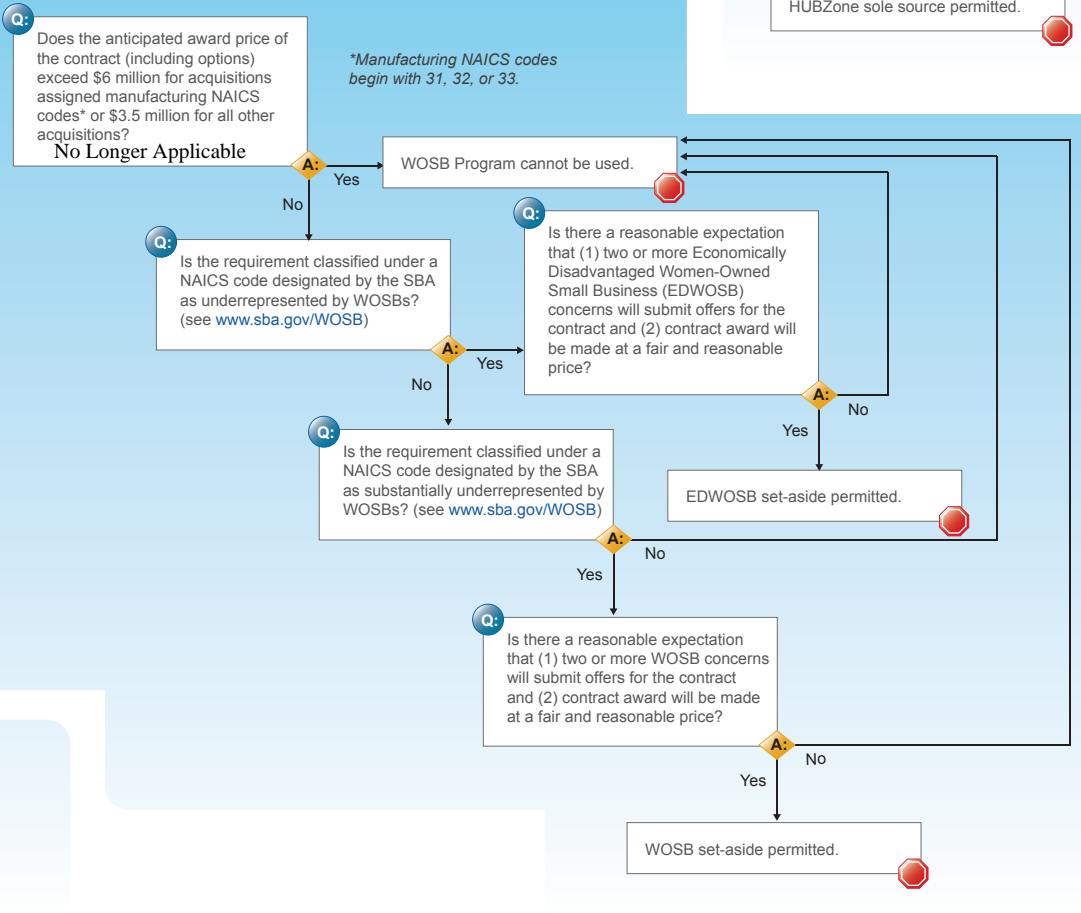 HUBZone sole source permitted.
Q:
Does the anticipated award price of
the contract (including options)
exceed $6 million for acquisitions
assigned manufacturing NAICS
codes* or $3.5 million for all other
acquisitions?
No Longer Applicable
*Manufacturing NAICS codes
begin with 31, 32, or 33.
A:
Yes
No
WOSB Program cannot be used.
Q:
Is the requirement classified under a
NAICS code designated by the SBA
as underrepresented by WOSBs?
(see www.sba.gov/WOSB)
A:
Yes
No
Q:
Is there a reasonable expectation
that (1) two or more Economically
Disadvantaged Women-Owned
Small Business (EDWOSB)
concerns will submit offers for the
contract and (2) contract award will
be made at a fair and reasonable
price?
A:
No
Yes
EDWOSB set-aside permitted.
Q:
Is the requirement classified under a
NAICS code designated by the SBA
as substantially underrepresented by
WOSBs? (see www.sba.gov/WOSB)
A:
No
Yes
Q:
Is there a reasonable expectation
that (1) two or more WOSB concerns
will submit offers for the contract
and (2) contract award will be made
at a fair and reasonable price?
A:
No
Yes
WOSB set-aside permitted.